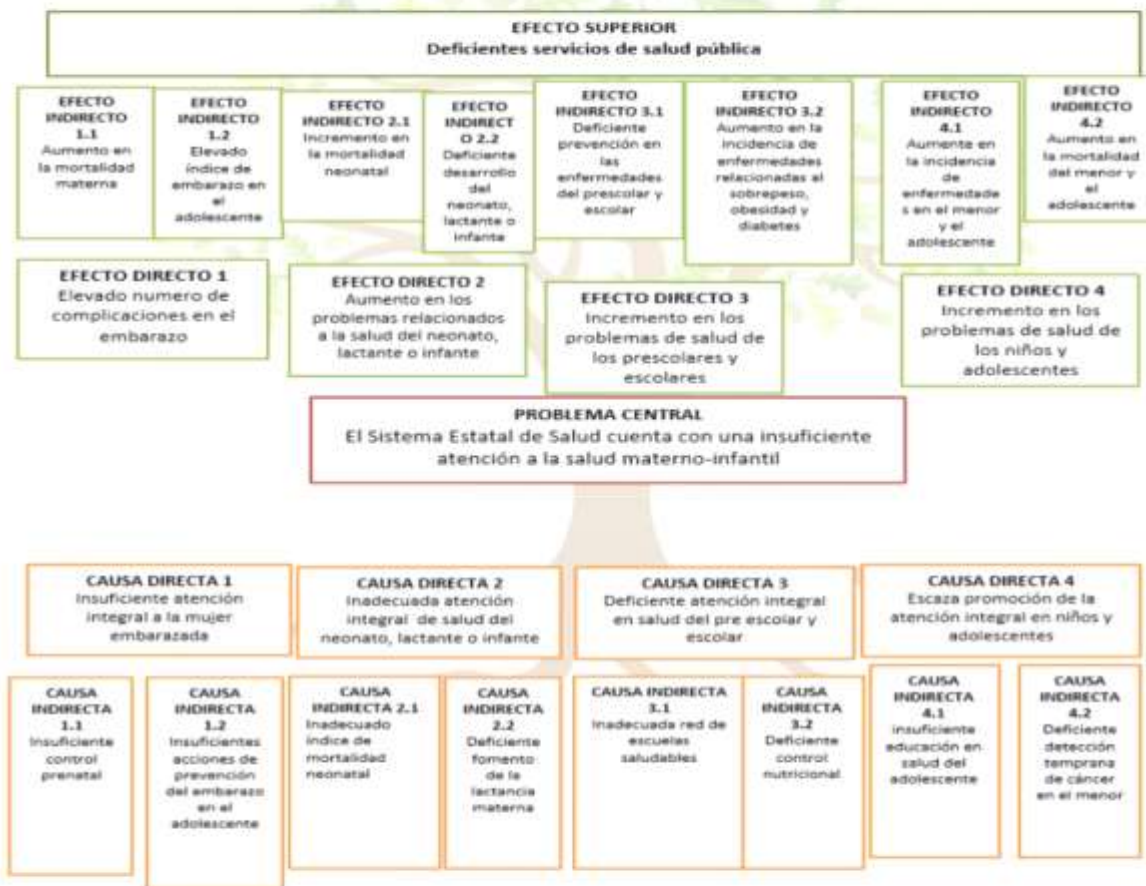 EFECTO SUPERIOR
Deficientes servicios de salud pública
EFECTO
INDIRECTO
1.1
Aumento en
la mortalidad
materna
EFECTO
INDIRECTO
1.2
Elevado
índice de
embarazo en
el
adolescente
EFECTO
INDIRECTO 2.1
Incremento en
la mortalidad
neonatal
EFECTO
INDIRECT
O 2.2
Deficiente
desarrollo
del
neonato,
lactante o
infante
EFECTO
INDIRECTO 3.1
Deficiente
prevención en
las
enfermedades
del prescolar y
escolar
EFECTO
INDIRECTO 3.2
Aumento en la
incidencia de
enfermedades
relacionadas al
sobrepeso,
obesidad y
diabetes
EFECTO
INDIRECTO
4.1
Aumente en
la incidencia
de
enfermedade
s en el menor
y el
adolescente
EFECTO
INDIRECTO
4.2
Aumento en
la mortalidad
del menor y
el
adolescente
EFECTO DIRECTO 1
Elevado numero de
complicaciones en el
embarazo
EFECTO DIRECTO 2
Aumento en los
problemas relacionados
a la salud del neonato,
lactante o infante
EFECTO DIRECTO 3
Incremento en los
problemas de salud de
los prescolares y
escolares
EFECTO DIRECTO 4
Incremento en los
problemas de salud de
los niños y
adolescentes
PROBLEMA CENTRAL
El Sistema Estatal de Salud cuenta con una insuficiente
atención a la salud materno-infantil
CAUSA DIRECTA 1
Insuficiente atención
integral a la mujer
embarazada
CAUSA DIRECTA 2
Inadecuada atención
integral de salud del
neonato, lactante o infante
CAUSA DIRECTA 3
Deficiente atención integral
en salud del pre escolar y
escolar
CAUSA DIRECTA 4
Escaza promoción de la
atención integral en niños y
adolescentes
CAUSA
INDIRECTA
1.1
Insuficiente
control
prenatal
CAUSA
INDIRECTA
1.2
Insuficientes
acciones de
prevención
del embarazo
en el
adolescente
CAUSA
INDIRECTA 2.1
Inadecuado
índice de
mortalidad
neonatal
CAUSA
INDIRECTA
2.2
Deficiente
fomento
de la
lactancia
materna
CAUSA INDIRECTA
3.1
Inadecuada red de
escuelas
saludables
CAUSA
INDIRECTA
3.2
Deficiente
control
nutricional
CAUSA
INDIRECTA
4.1
insuficiente
educación en
salud del
adolescente
CAUSA
INDIRECTA
4.2
Deficiente
detección
temprana
de cáncer
en el menor